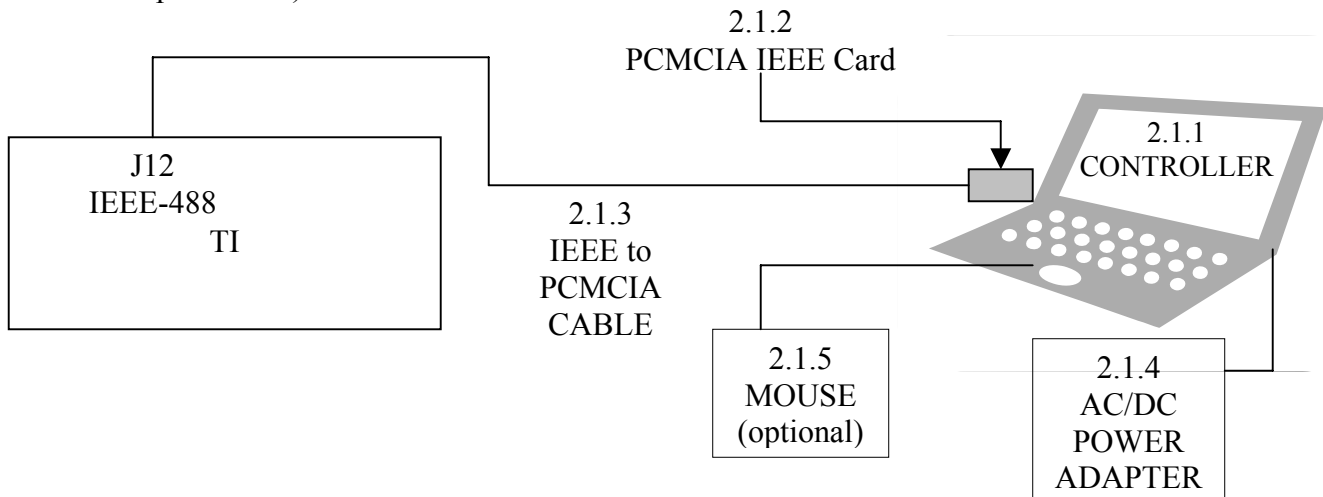 2.1.2
PCMCIA IEEE Card
J12
IEEE-488
TI
2.1.3
IEEE to
PCMCIA
CABLE
2.1.1
CONTROLLER
2.1.5
MOUSE
(optional)
2.1.4
AC/DC
POWER
ADAPTER